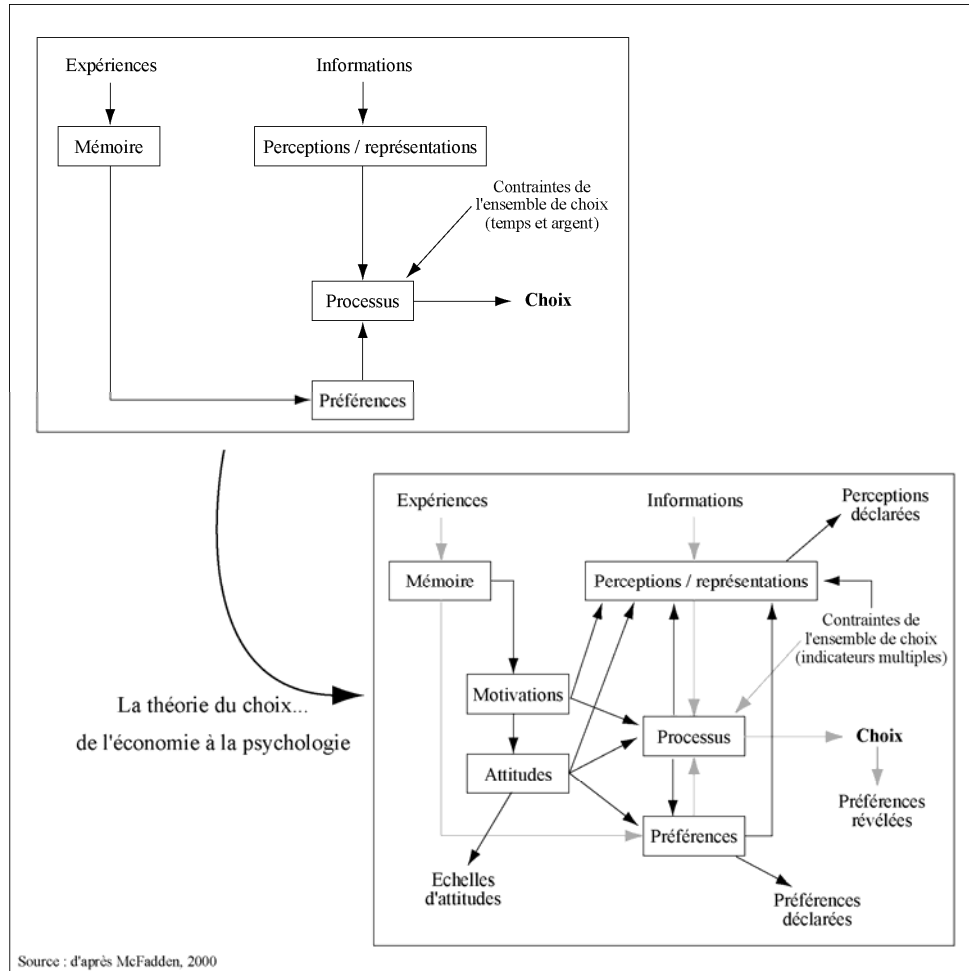 Expériences
Informations
Mémoire
Perceptions / représentations
Contraintes de
l'ensemble de choix
(temps et argent)
Processus
Choix
Préférences
La théorie du choix...
de l'économie à la psychologie
Expériences
Informations
Perceptions
déclarées
Mémoire
Perceptions / représentations
Contraintes de
l'ensemble de choix
(indicateurs multiples)
Motivations
Processus
Choix
Attitudes
Préférences
révélées
Préférences
Echelles
d'attitudes
Préférences
déclarées
Source : d'après McFadden, 2000